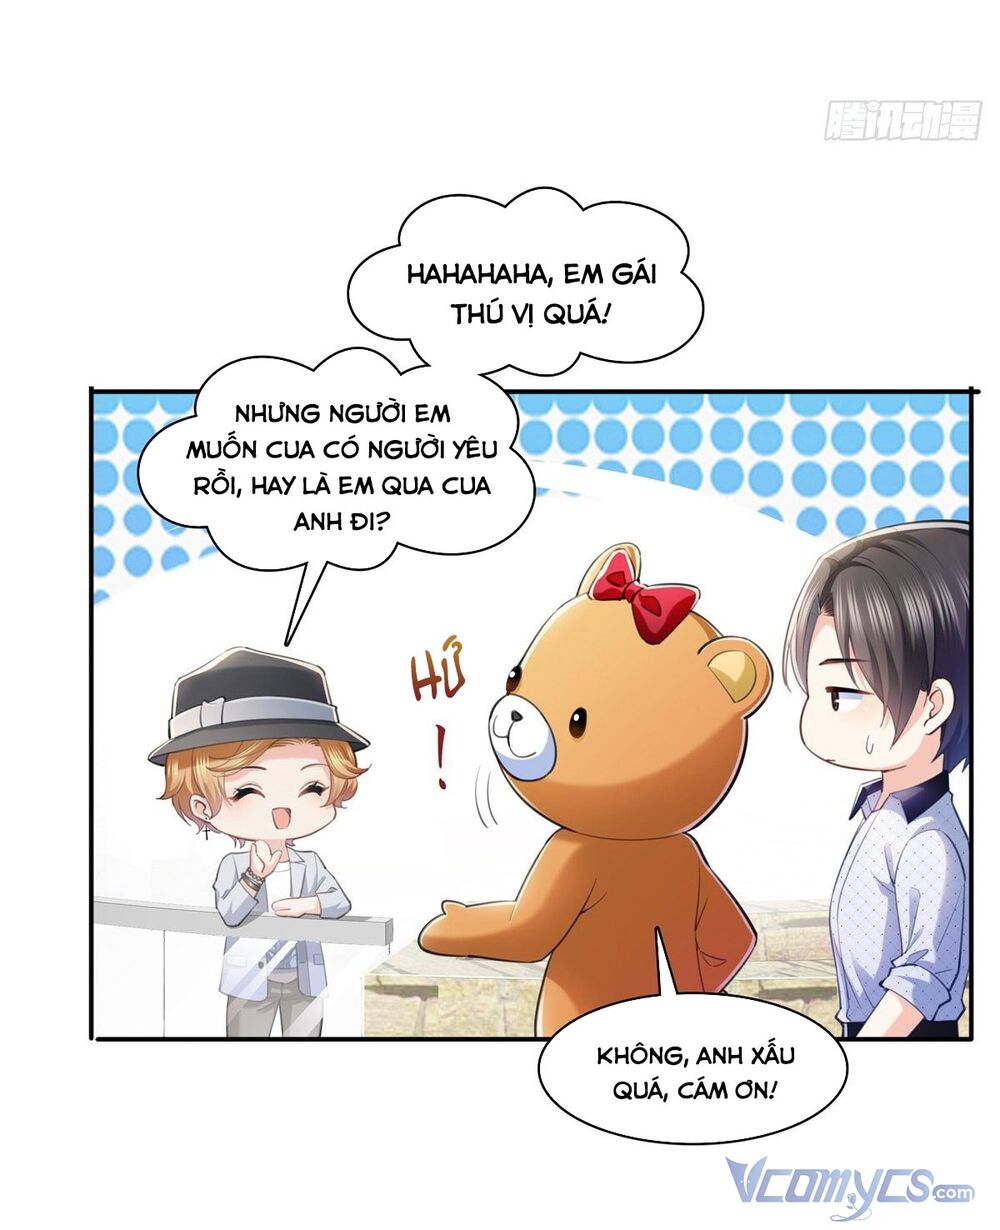 腾讯动漫
HAHAHAHA, EM GÁI
THÚ VỊ QUÁ!
NHƯNG NGƯỜI EM
MUỐN CUA CÓ NGƯỜI YÊU
RỒI, HAY LÀ EM QUA CUA
ANH ĐI?
HỨ
!
KHÔNG, ANH XẤU
QUÁ, CÁM ƠN!
VCOMYCS.com